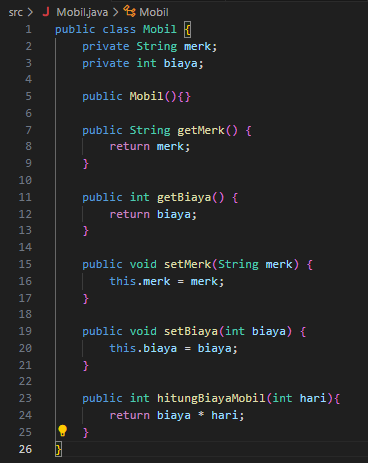 src > J Mobil.java > Mobil
1 public class Mobil {
2     private String merk;
3     private int biaya;
4
5     public Mobil(){}
6
7     public String getMerk() {
8         return merk;
9     }
10
11     public int getBiaya() {
12         return biaya;
13     }
14
15     public void setMerk(String merk) {
16         this.merk = merk;
17     }
18
19     public void setBiaya(int biaya) {
20         this.biaya = biaya;
21     }
22
23     public int hitungBiayaMobil(int hari){
24         return biaya * hari;
25     }
26 }